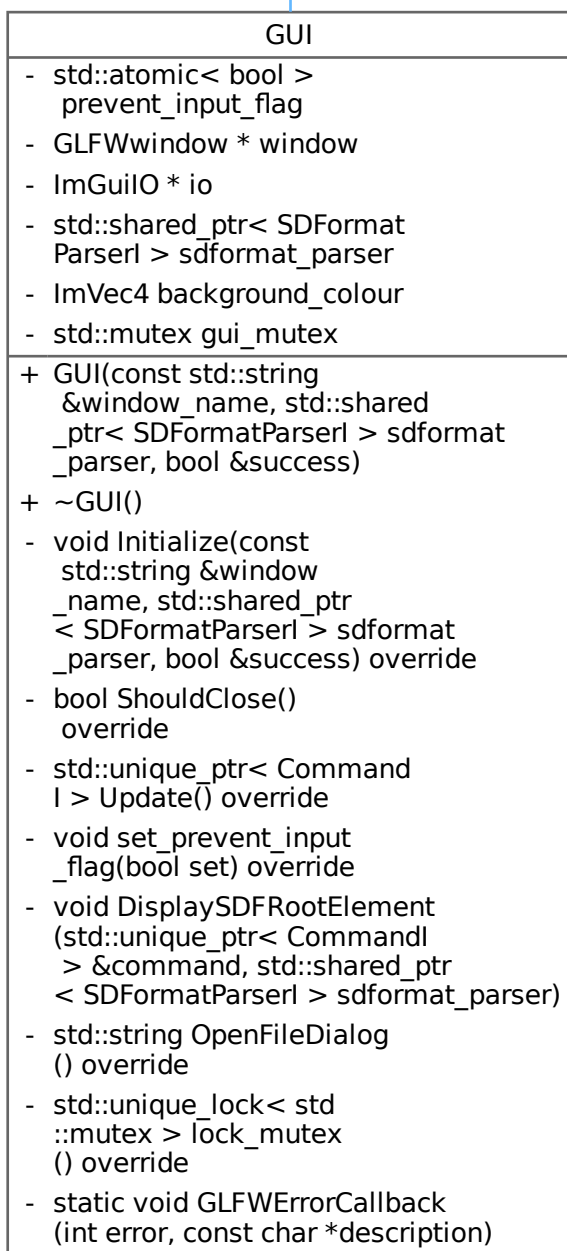 GUI
- std::atomic< bool >
prevent_input_flag
- GLFWwindow * window
- ImGuiIO * io
- std::shared_ptr< SDFormat
ParserI > sdformat_parser
- ImVec4 background_colour
- std::mutex gui_mutex
+ GUI(const std::string
&window_name, std::shared
_ptr< SDFormatParserI > sdformat
_parser, bool &success)
+ ~GUI()
- void Initialize(const
std::string &window
_name, std::shared_ptr
< SDFormatParserI > sdformat
_parser, bool &success) override
- bool ShouldClose()
override
- std::unique_ptr< Command
I > Update() override
- void set_prevent_input
_flag(bool set) override
- void DisplaySDFRootElement
(std::unique_ptr< CommandI
> &command, std::shared_ptr
< SDFormatParserI > sdformat_parser)
- std::string OpenFileDialog
() override
- std::unique_lock< std
::mutex > lock_mutex
() override
- static void GLFWErrorCallback
(int error, const char *description)